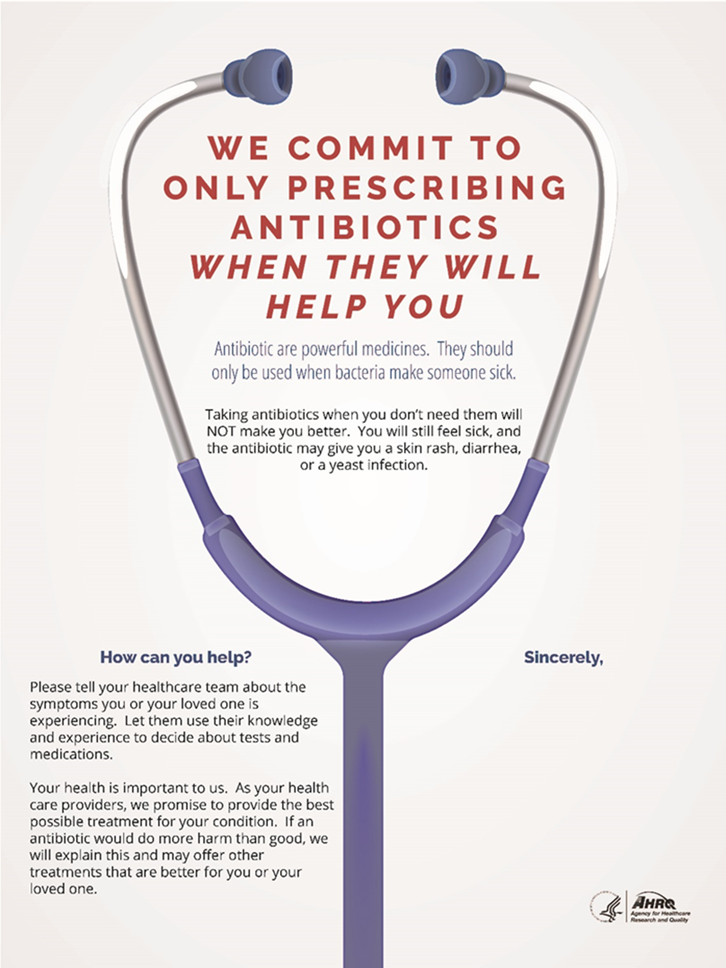 WE COMMIT TO
ONLY PRESCRIBING
ANTIBIOTICS
WHEN THEY WILL
HELP YOU
Antibiotic are powerful medicines. They should
only be used when bacteria make someone sick.
Taking antibiotics when you don’t need them will
NOT make you better. You will still feel sick, and
the antibiotic may give you a skin rash, diarrhea,
or a yeast infection.
How can you help?
Please tell your healthcare team about the
symptoms you or your loved one is
experiencing. Let them use their knowledge
and experience to decide about tests and
medications.
Your health is important to us. As your health
care providers, we promise to provide the best
possible treatment for your condition. If an
antibiotic would do more harm than good, we
will explain this and may offer other
treatments that are better for you or your
loved one.
Sincerely,
AHRQ
Agency for Healthcare
Research and Quality